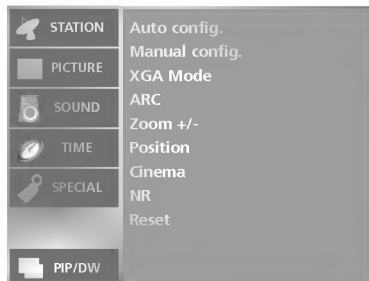 STATION
PICTURE
SOUND
TIME
SPECIAL
PIP/DW
Auto config.
Manual config.
XGA Mode
ARC
Zoom +/-
Position
Cinema
NR
Reset